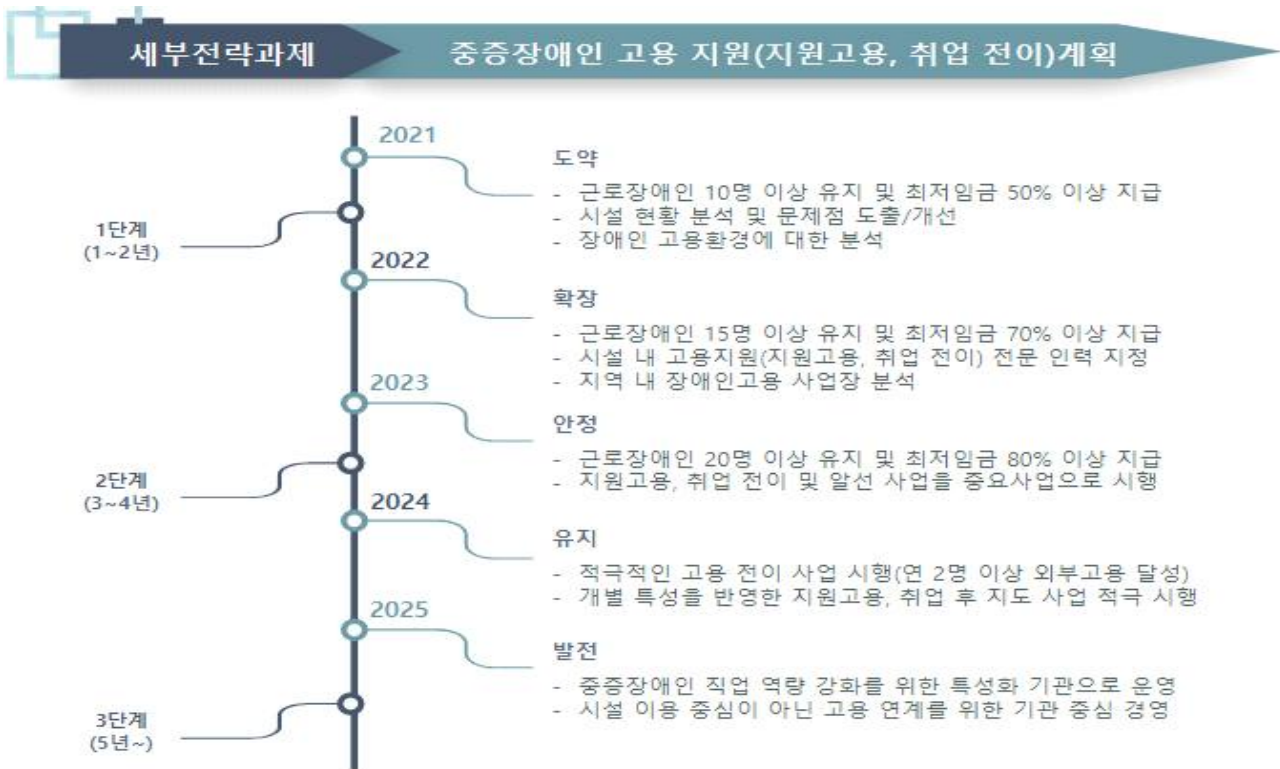 세부전략과제
중증장애인 고용 지원(지원고용, 취업 전이)계획
2021
도약
- 근로장애인 10명 이상 유지 및 최저임금 50% 이상 지급
- 시설 현황 분석 및 문제점 도출/개선
- 장애인 고용환경에 대한 분석
1단계
(1~2년)
2022
확장
- 근로장애인 15명 이상 유지 및 최저임금 70% 이상 지급
- 시설 내 고용지원(지원고용, 취업 전이) 전문 인력 지정
- 지역 내 장애인고용 사업장 분석
2023
안정
- 근로장애인 20명 이상 유지 및 최저임금 80% 이상 지급
- 지원고용, 취업 전이 및 알선 사업을 중요사업으로 시행
2단계
(3~4년)
2024
유지
- 적극적인 고용 전이 사업 시행(연 2명 이상 외부고용 달성)
- 개별 특성을 반영한 지원고용, 취업 후 지도 사업 적극 시행
2025
발전
- 중증장애인 직업 역량 강화를 위한 특성화 기관으로 운영
- 시설 이용 중심이 아닌 고용 연계를 위한 기관 중심 경영
3단계
(5년~)